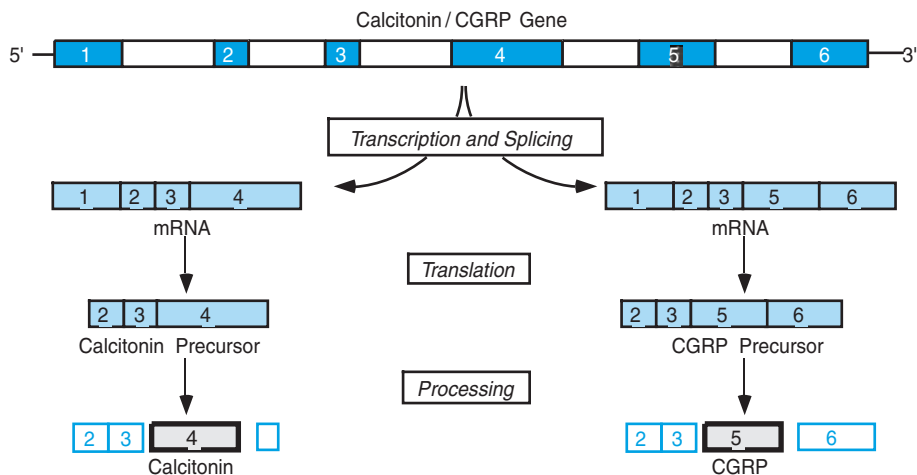 Calcitonin / CGRP Gene
5' 1 2 3 4 5 6 3'
Transcription and Splicing
1 2 3 4 1 2 3 5 6
mRNA mRNA
Translation
2 3 4 2 3 5 6
Calcitonin Precursor CGRP Precursor
Processing
2 3 4 2 3 5 6
Calcitonin CGRP